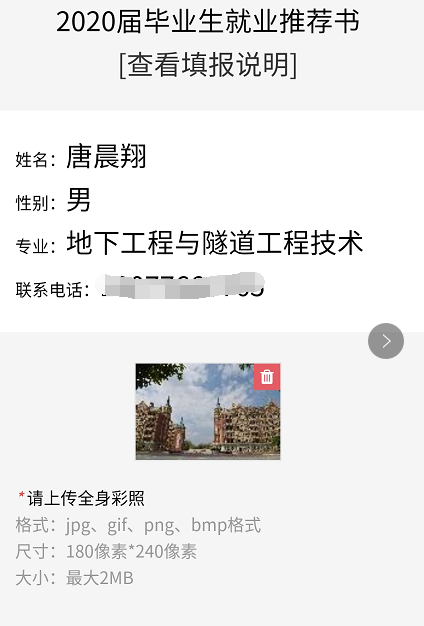 2020届毕业生就业推荐书
[查看填报说明]
姓名：唐晨翔
性别：男
专业：地下工程与隧道工程技术
联系电话：
*请上传全身彩照
格式：jpg、gif、png、bmp格式
尺寸：180像素*240像素
大小：最大2MB